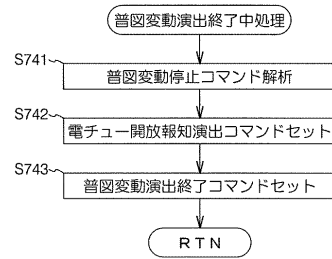 普図変動演出終了中処理
S741
普図変動停止コマンド解析
S742
電チュー開放報知演出コマンドセット
S743
普図変動演出終了コマンドセット
RTN